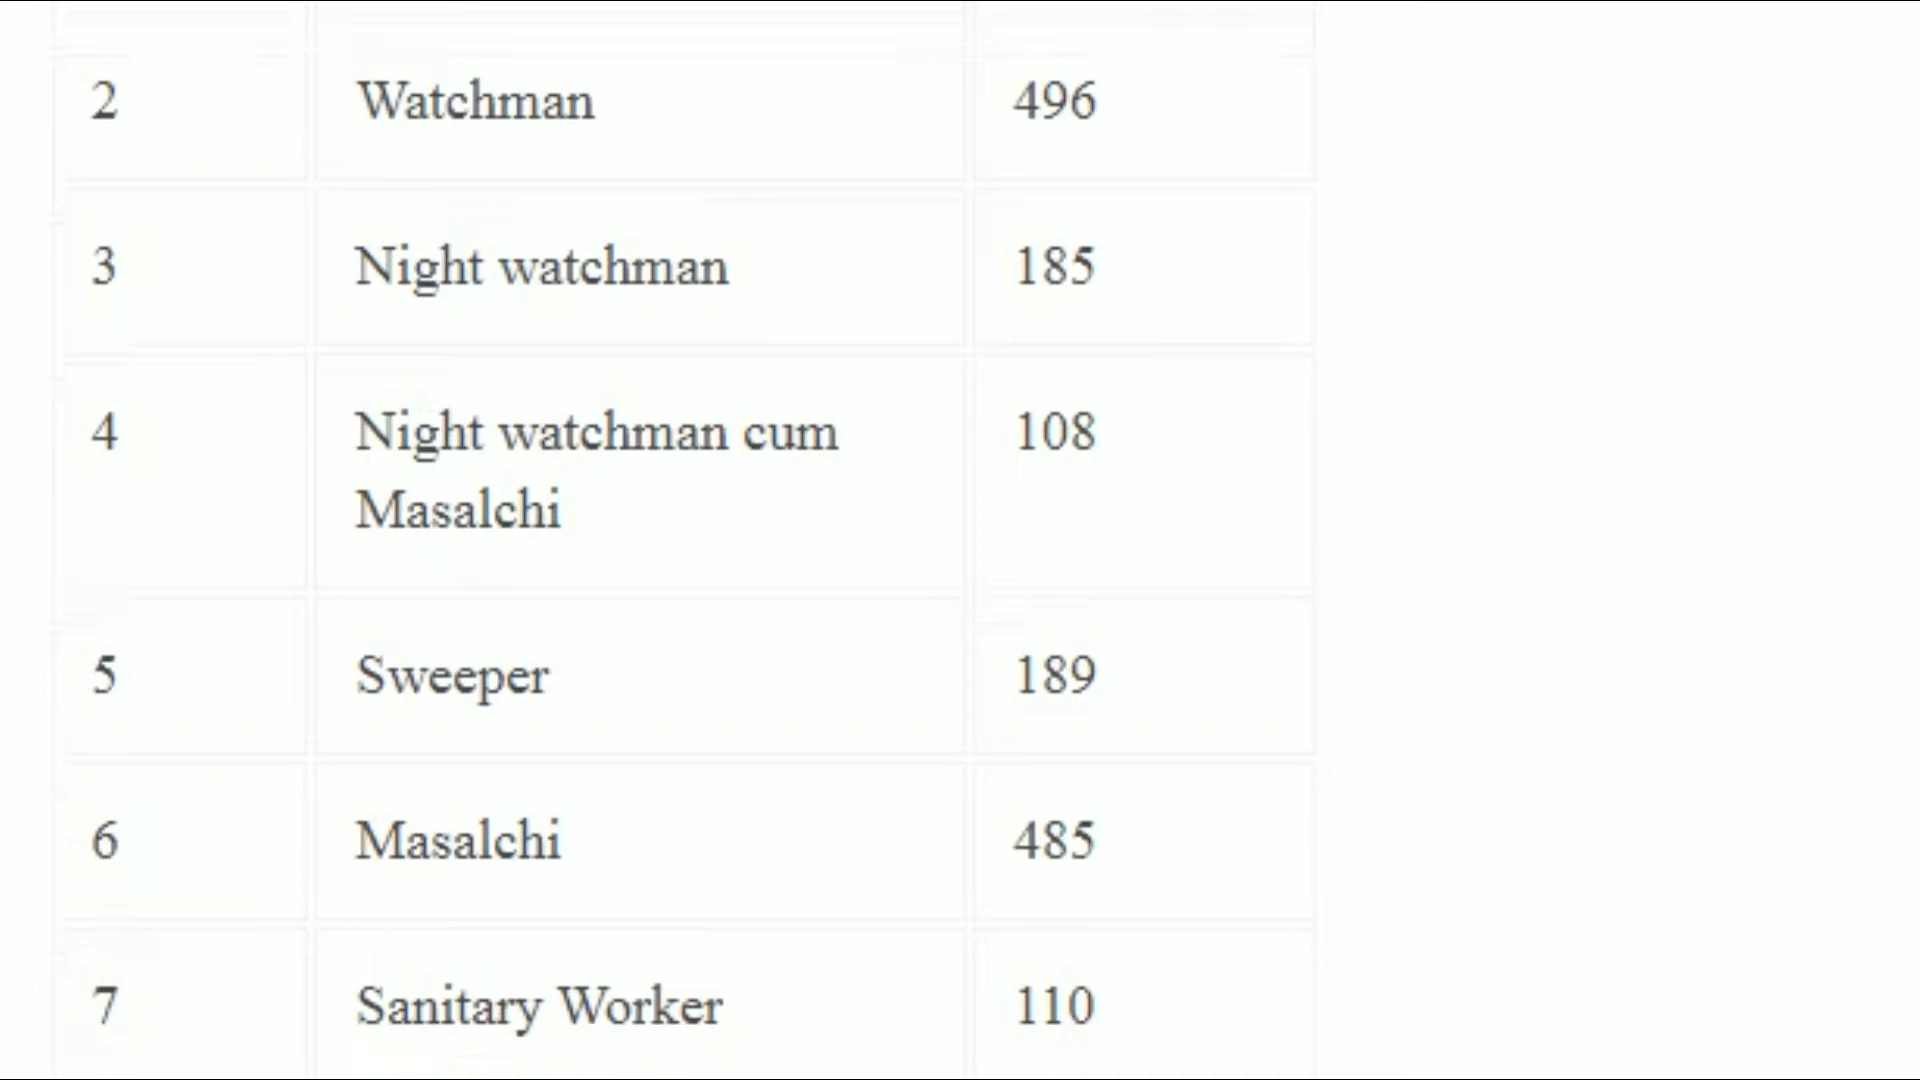 2 Watchman 496
3 Night watchman 185
4 Night watchman cum 108
Masalchi
5 Sweeper 189
6 Masalchi 485
7 Sanitary Worker 110